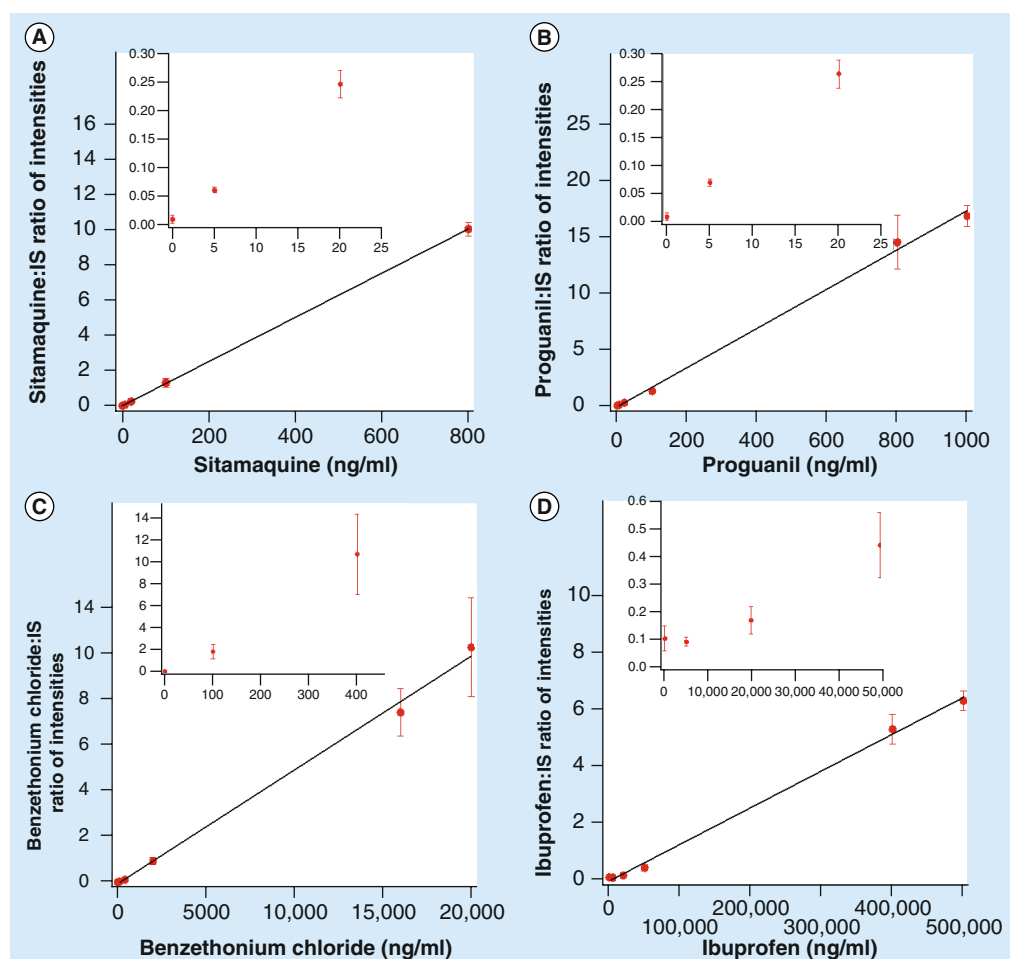 A
Sitamaquine:IS ratio of intensities
0.30
0.25
0.20
0.15
0.10
0.05
0.00
0 5 10 15 20 25
16
14
12
10
8
6
4
2
0
0 200 400 600 800
Sitamaquine (ng/ml)
B
Proguanil:IS ratio of intensities
0.30
0.25
0.20
0.15
0.10
0.05
0.00
0 5 10 15 20 25
25
20
15
10
5
0
0 200 400 600 800 1000
Proguanil (ng/ml)
C
Benzethonium chloride:IS
ratio of intensities
14
12
10
8
6
4
2
0
0 100 200 300 400
14
12
10
8
6
4
2
0
0 5000 10,000 15,000 20,000
Benzethonium chloride (ng/ml)
D
Ibuprofen:IS ratio of intensities
0.6
0.5
0.4
0.3
0.2
0.1
0.0
0 10,000 20,000 30,000 40,000 50,000
10
8
6
4
2
0
0 200,000 400,000
100,000 300,000 500,000
Ibuprofen (ng/ml)